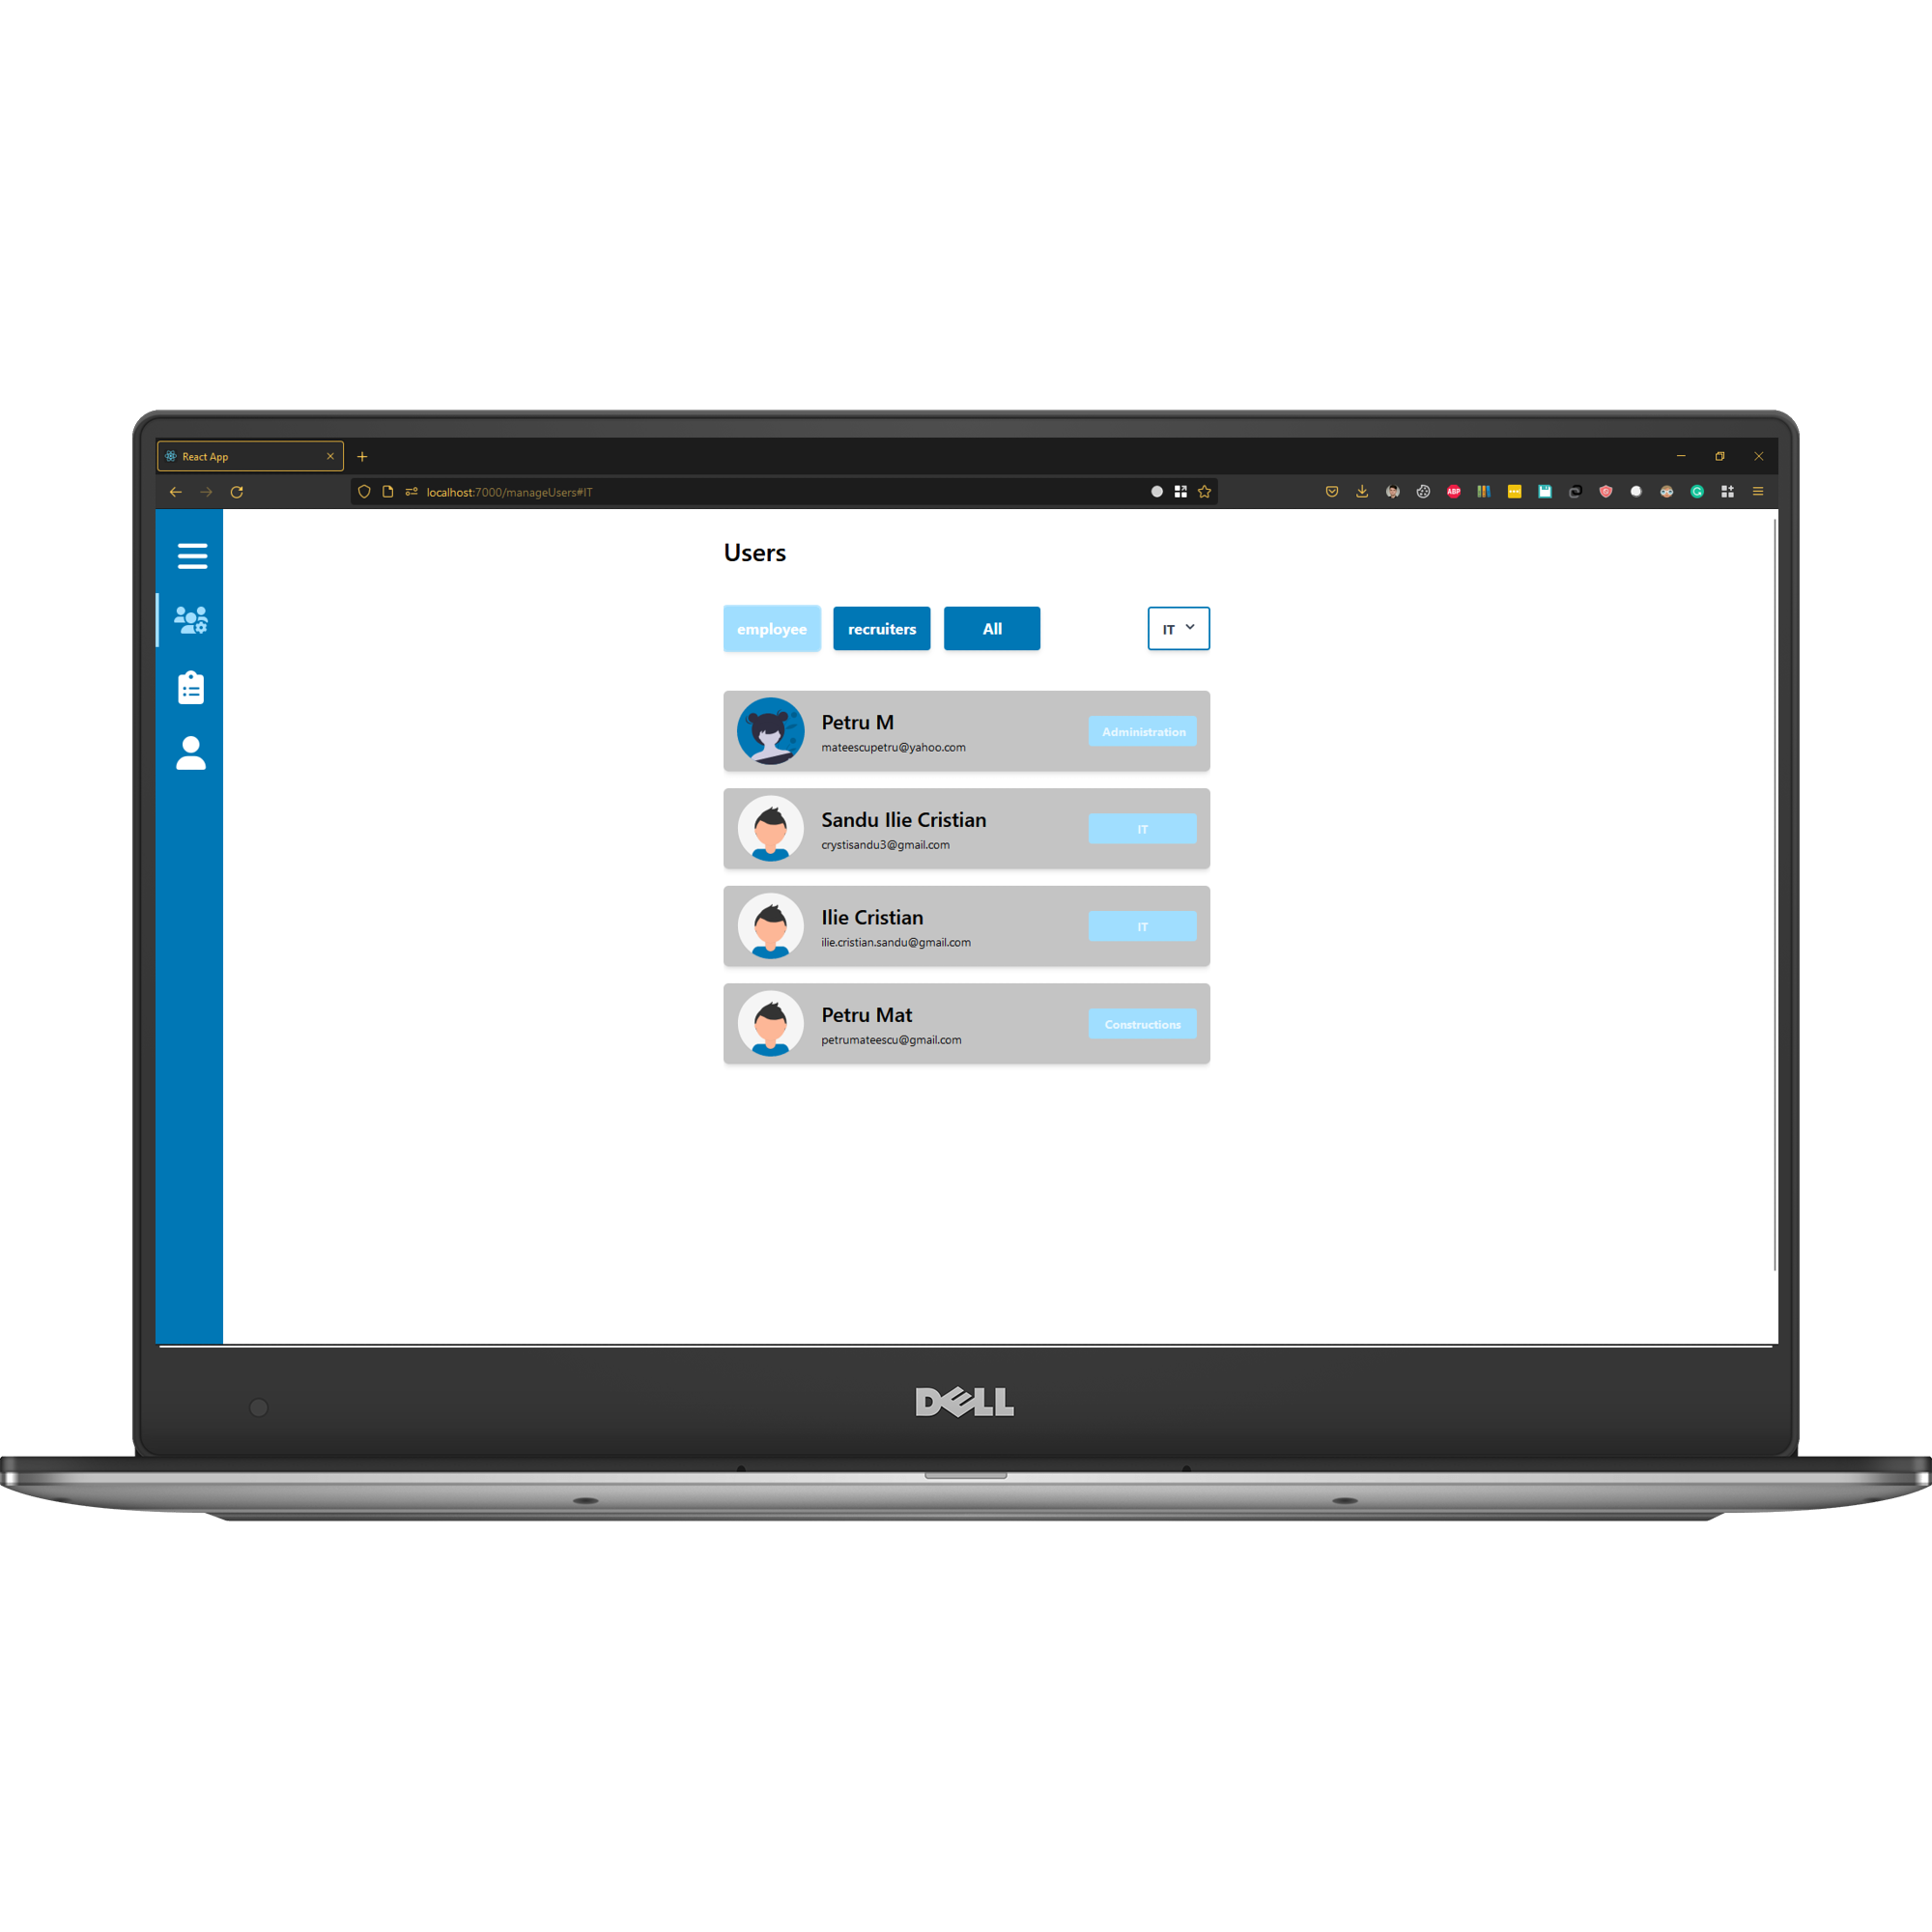 React App
localhost:7000/manageUsers#IT
ABP
Users
employee recruiters All IT
Petru M
mateescupetru@yahoo.com
Administration
Sandu Ilie Cristian
crystisandu3@gmail.com
IT
Ilie Cristian
ilie.cristian.sandu@gmail.com
IT
Petru Mat
petrumateescu@gmail.com
Constructions
DELL